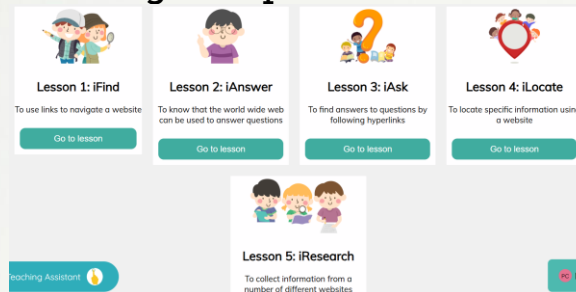 Lesson 1: iFind
To use links to navigate a website
Go to lesson
Lesson 2: iAnswer
To know that the world wide web
can be used to answer questions
Go to lesson
Lesson 3: iAsk
To find answers to questions by
following hyperlinks
Go to lesson
Lesson 4: iLocate
To locate specific information
a website
Go to lesson
Lesson 5: iResearch
To collect information from a
number of different websites
Teaching Assistant
PC